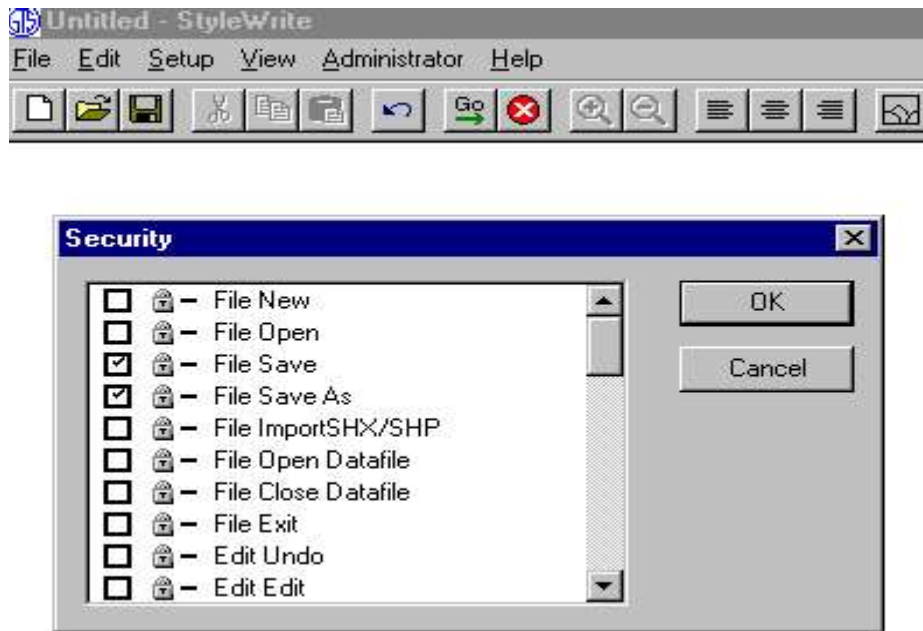 GTS Untitled - StyleWrite
File Edit Setup View Administrator Help
Go
Security
File New
File Open
File Save
File Save As
File ImportSHX/SHP
File Open Datafile
File Close Datafile
File Exit
Edit Undo
Edit Edit
OK
Cancel